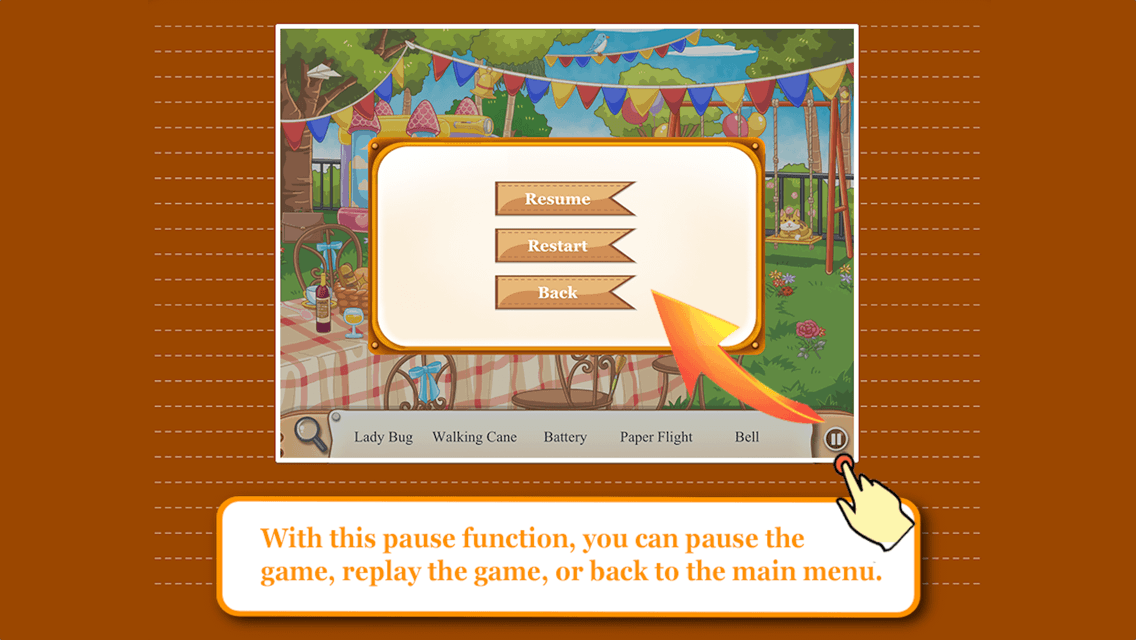 Resume
Restart
Back
Lady Bug Walking Cane Battery Paper Flight Bell
With this pause function, you can pause the
game, replay the game, or back to the main menu.